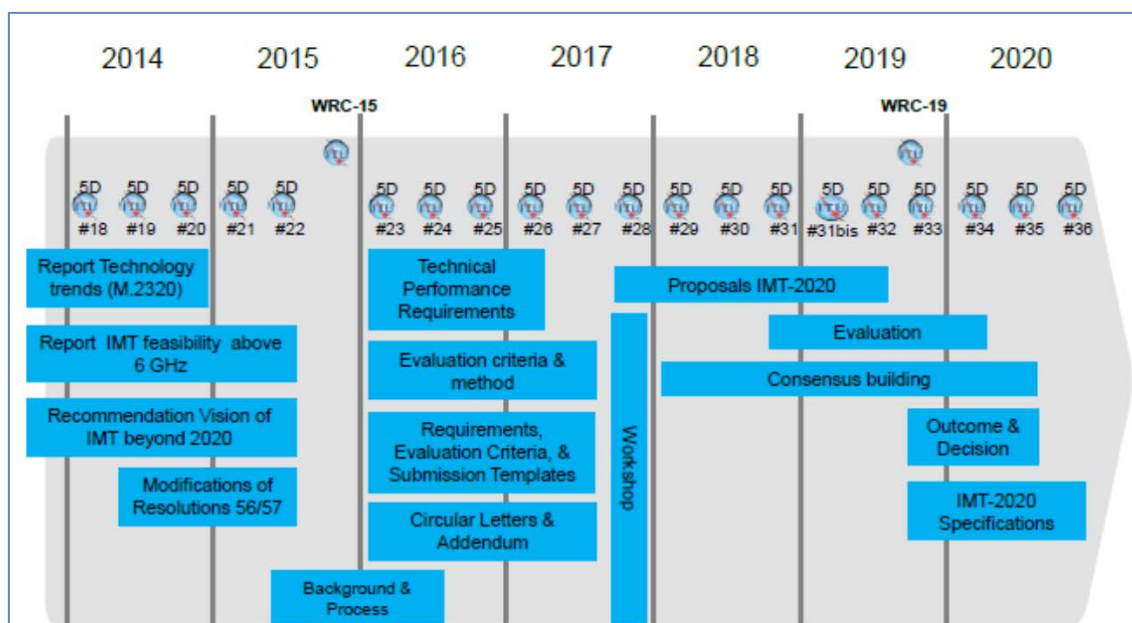 2014 2015 2016 2017 2018 2019 2020
WRC-15 WRC-19
5D 5D 5D 5D 5D 5D 5D 5D 5D 5D 5D 5D 5D 5D 5D 5D 5D 5D 5D 5D
#18 #19 #20 #21 #22 #23 #24 #25 #26 #27 #28 #29 #30 #31 #31bis #32 #33 #34 #35 #36
Report Technology
trends (M.2320)
Report IMT feasibility above
6 GHz
Recommendation Vision of
IMT beyond 2020
Modifications of
Resolutions 56/57
Background &
Process
Technical
Performance
Requirements
Evaluation criteria &
method
Requirements,
Evaluation Criteria, &
Submission Templates
Circular Letters &
Addendum
Workshop
Proposals IMT-2020
Evaluation
Consensus building
Outcome &
Decision
IMT-2020
Specifications